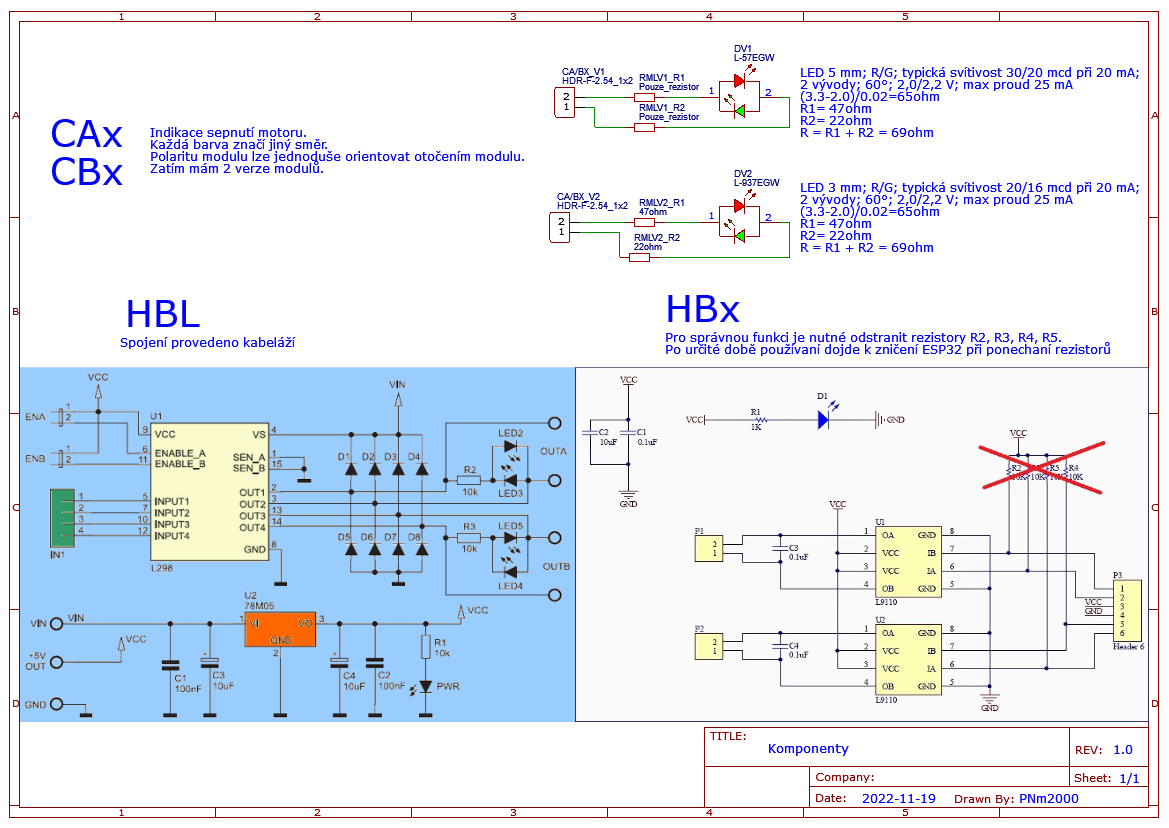 1 2 3 4 5
A
B
C
D
A
B
C
D
CAx
CBx
Indikace sepnutí motoru.
Každá barva značí jiný směr.
Polaritu modulu lze jednoduše orientovat otočením modulu.
Zatím mám 2 verze modulů.
CA/BX_V1
HDR-F-2.54_1x2
2
1
RMLV1_R1
Pouze_rezistor
RMLV1_R2
Pouze_rezistor
DV1
L-57EGW
1 2
LED 5 mm; R/G; typická svítivost 30/20 mcd při 20 mA;
2 vývody; 60°; 2,0/2,2 V; max proud 25 mA
(3.3-2.0)/0.02=65ohm
R1= 47ohm
R2= 22ohm
R = R1 + R2 = 69ohm
CA/BX_V2
HDR-F-2.54_1x2
2
1
RMLV2_R1
47ohm
RMLV2_R2
22ohm
DV2
L-937EGW
1 2
LED 3 mm; R/G; typická svítivost 20/16 mcd při 20 mA;
2 vývody; 60°; 2,0/2,2 V; max proud 25 mA
(3.3-2.0)/0.02=65ohm
R1= 47ohm
R2= 22ohm
R = R1 + R2 = 69ohm
HBL
Spojení provedeno kabeláží
HBx
Pro správnou funkci je nutné odstranit rezistory R2, R3, R4, R5.
Po určité době používaní dojde k zničení ESP32 při ponechaní rezistorů
VCC
ENA
1
2
ENB
1
2
IN1
1
2
3
4
U1
9 VCC
6 ENABLE_A
11 ENABLE_B
5 INPUT1
7 INPUT2
10 INPUT3
12 INPUT4
L298
VS 4
SEN_A 1
SEN_B 15
OUT1 2
OUT2 3
OUT3 13
OUT4 14
GND 8
VIN
D1 D2 D3 D4
D5 D6 D7 D8
R2
10k
LED2
LED3
OUTA
R3
10k
LED5
LED4
OUTB
VIN
VIN
+5V
OUT
VCC
GND
C1
100nF
+
C3
10uF
U2
78M05
1 VI VO 3
GND
2
+
C4
10uF
C2
100nF
VCC
R1
10k
PWR
VCC
C2
10uF
C1
0.1uF
GND
VCC
R1
1K
D1
GND
VCC
R2 R5 R4
10K 10K 10K
VCC
P1
2
1
C3
0.1uF
U1
1 OA GND 8
2 VCC IB 7
3 VCC IA 6
4 OB GND 5
L9110
P2
2
1
C4
0.1uF
U2
1 OA GND 8
2 VCC IB 7
3 VCC IA 6
4 OB GND 5
L9110
GND
P3
VCC
GND
1
2
3
4
5
6
Header 6
TITLE:
Komponenty
REV: 1.0
Company:
Sheet: 1/1
Date: 2022-11-19 Drawn By: PNm2000
1 2 3 4 5